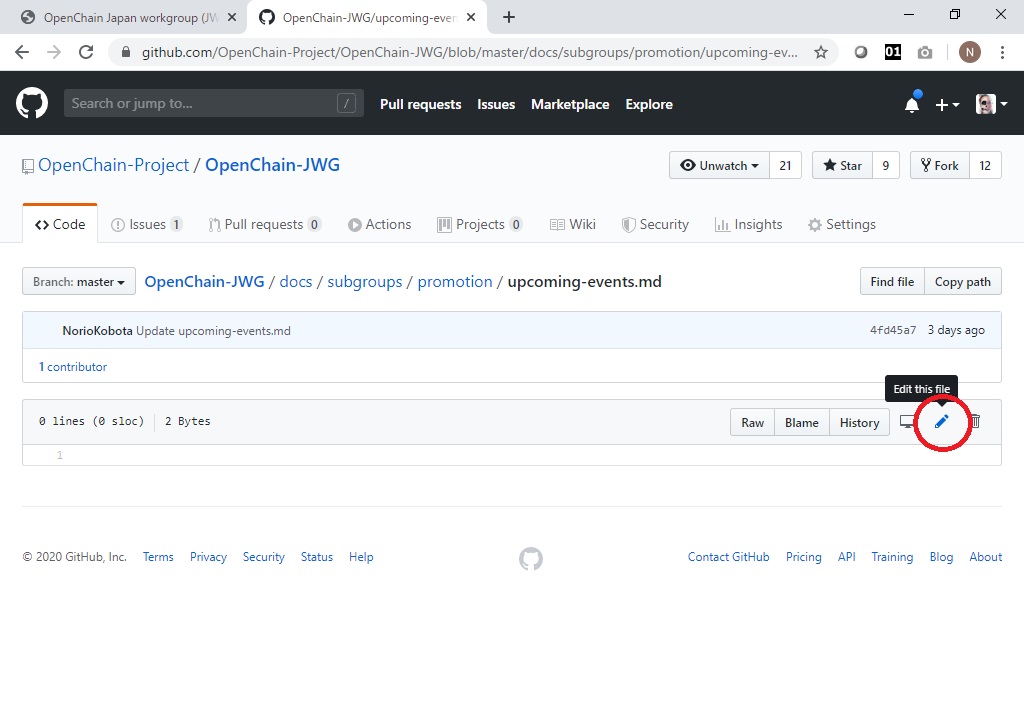 OpenChain Japan workgroup (JW
OpenChain-JWG/upcoming-even
github.com/OpenChain-Project/OpenChain-JWG/blob/master/docs/subgroups/promotion/upcoming-ev...
01
N
Search or jump to...
/
Pull requests
Issues
Marketplace
Explore
OpenChain-Project / OpenChain-JWG
Unwatch
21
Star
9
Fork
12
Code
Issues 1
Pull requests 0
Actions
Projects 0
Wiki
Security
Insights
Settings
Branch: master
OpenChain-JWG / docs / subgroups / promotion / upcoming-events.md
Find file
Copy path
NorioKobota Update upcoming-events.md
4fd45a7 3 days ago
1 contributor
Edit this file
0 lines (0 sloc)
2 Bytes
Raw
Blame
History
1
© 2020 GitHub, Inc.
Terms
Privacy
Security
Status
Help
Contact GitHub
Pricing
API
Training
Blog
About